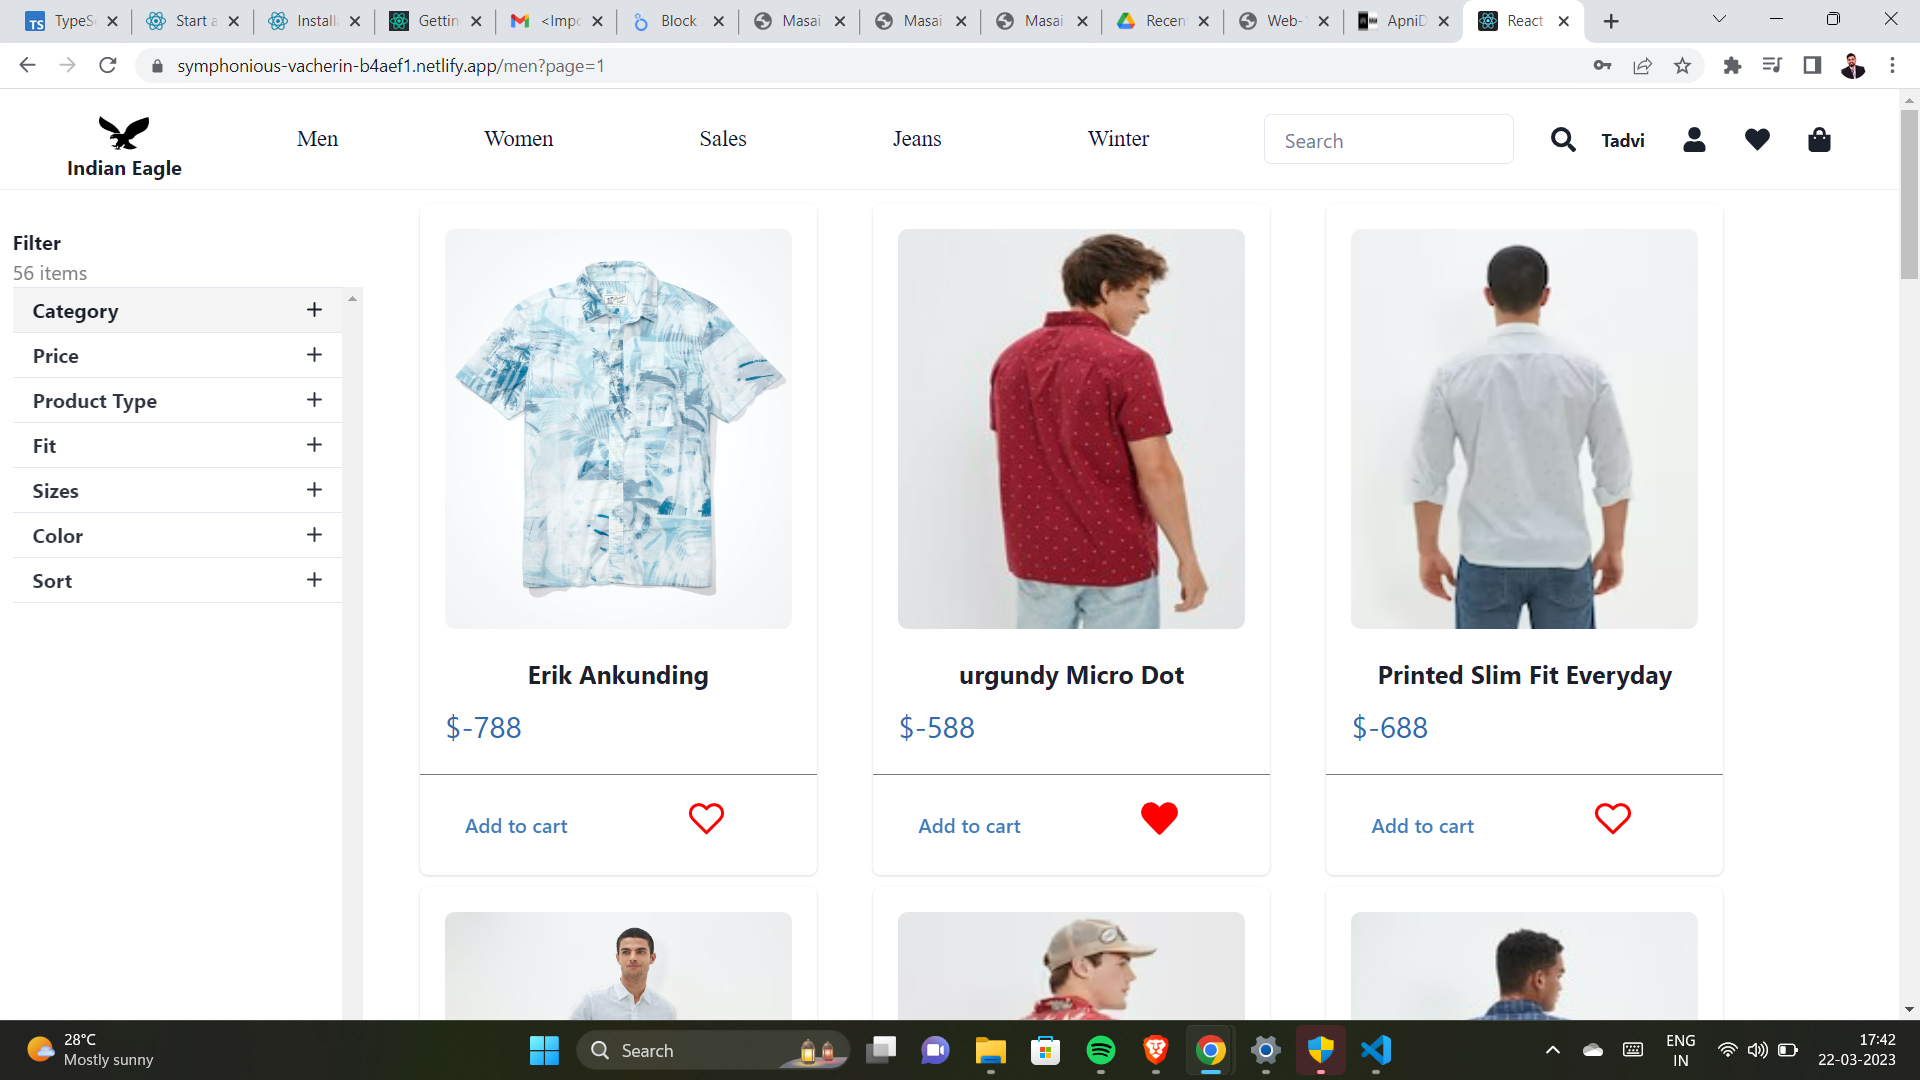 TypeSc
Start a
Installa
Gettin
<Impo
Block
Masai
Masai
Masai
Recen
Web-
ApniD
React
symphonious-vacherin-b4aef1.netlify.app/men?page=1
Indian Eagle
Men
Women
Sales
Jeans
Winter
Search
Tadvi
Filter
56 items
Category
Price
Product Type
Fit
Sizes
Color
Sort
Erik Ankunding
$-788
Add to cart
urgundy Micro Dot
$-588
Add to cart
Printed Slim Fit Everyday
$-688
Add to cart
28°C
Mostly sunny
Search
ENG
IN
17:42
22-03-2023